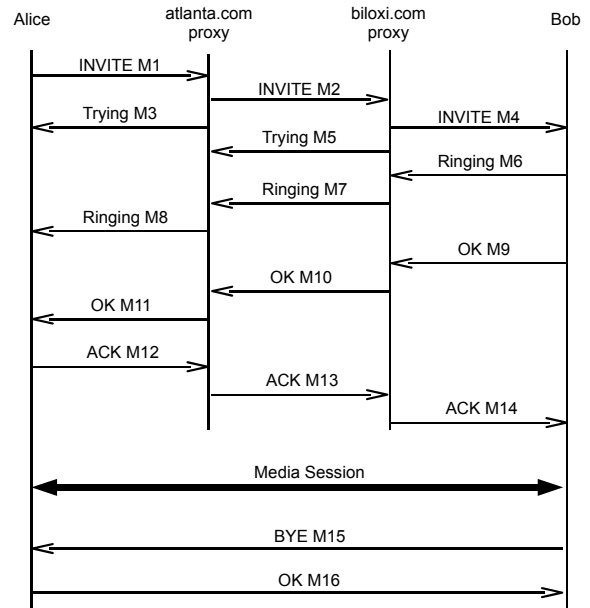 Alice
atlanta.com
proxy
biloxi.com
proxy
Bob
INVITE M1
INVITE M2
Trying M3
INVITE M4
Trying M5
Ringing M6
Ringing M7
Ringing M8
OK M9
OK M10
OK M11
ACK M12
ACK M13
ACK M14
Media Session
BYE M15
OK M16